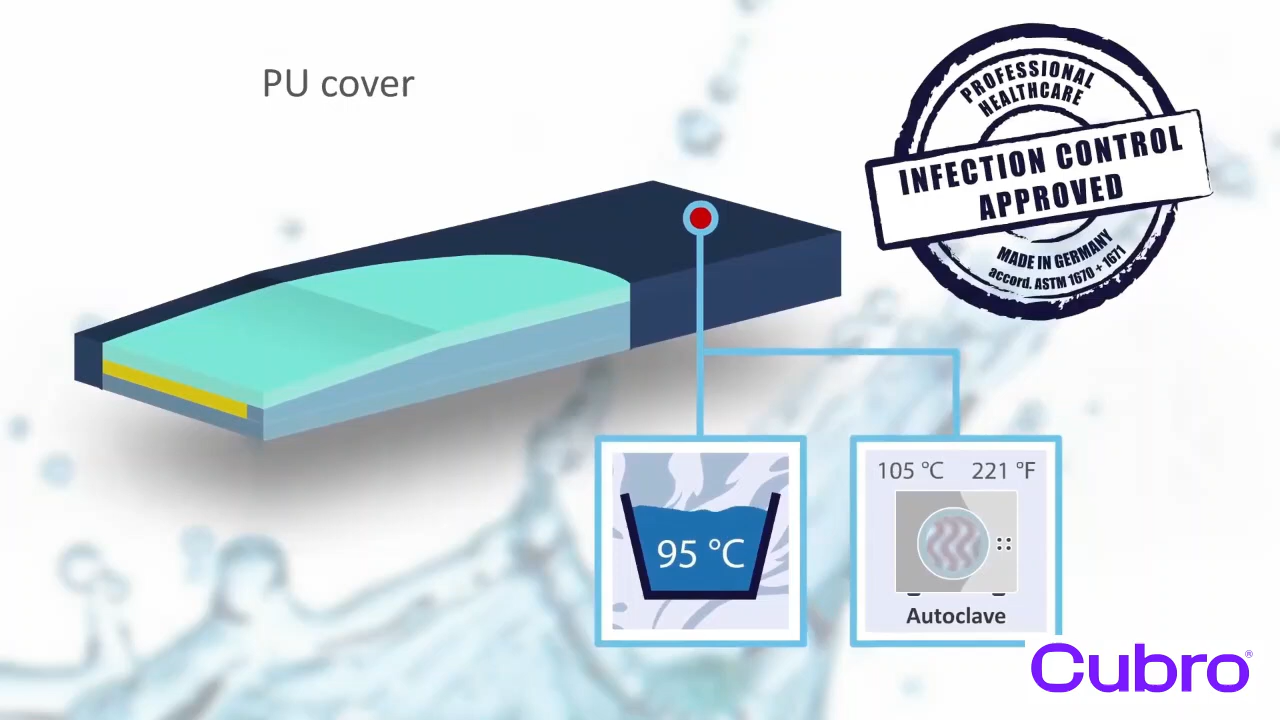 PU cover
PROFESSIONAL
HEALTHCARE
INFECTION CONTROL
APPROVED
MADE IN GERMANY
accord. ASTM 1670 + 1671
95 °C
105 °C 221 °F
Autoclave
Cubro®